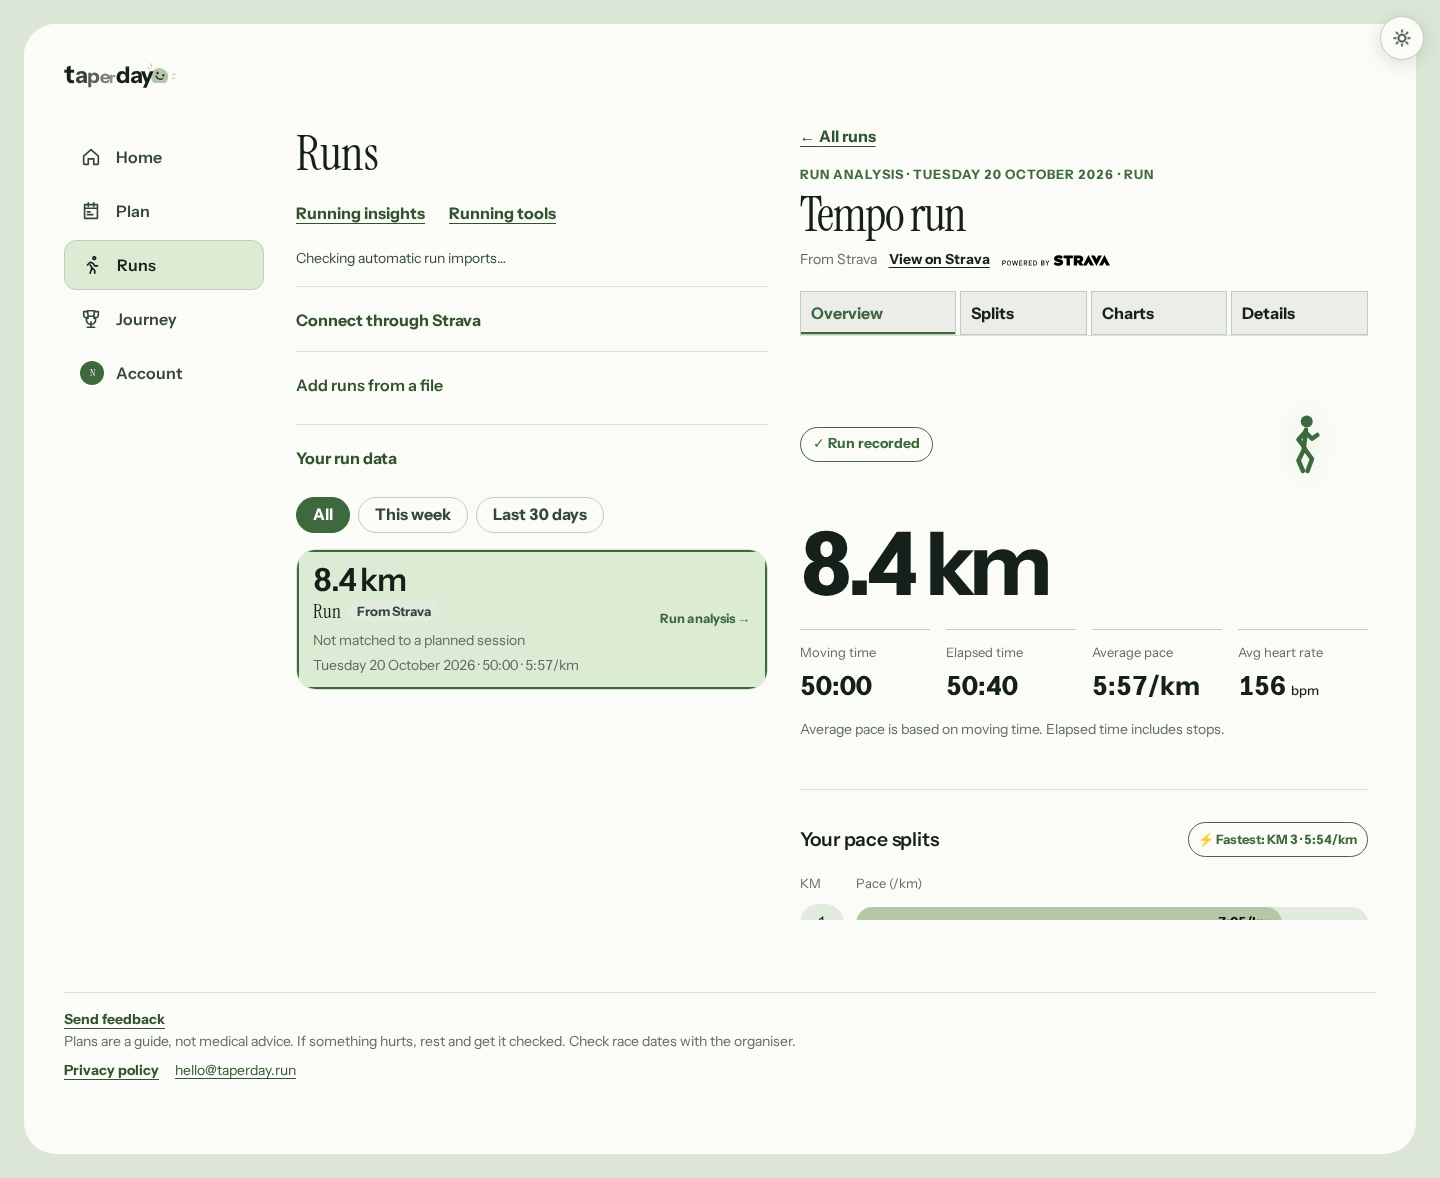 taperday
Home
Plan
Runs
Journey
N
Account
Runs
Running insights Running tools
Checking automatic run imports...
Connect through Strava
Add runs from a file
Your run data
All This week Last 30 days
8.4 km
Run From Strava
Run analysis →
Not matched to a planned session
Tuesday 20 October 2026 · 50:00 · 5:57/km
← All runs
RUN ANALYSIS · TUESDAY 20 OCTOBER 2026 · RUN
Tempo run
From Strava View on Strava POWERED BY STRAVA
Overview Splits Charts Details
✓ Run recorded
8.4 km
Moving time Elapsed time Average pace Avg heart rate
50:00 50:40 5:57/km 156 bpm
Average pace is based on moving time. Elapsed time includes stops.
Your pace splits
⚡ Fastest: KM 3 · 5:54/km
KM Pace (/km)
Send feedback
Plans are a guide, not medical advice. If something hurts, rest and get it checked. Check race dates with the organiser.
Privacy policy hello@taperday.run